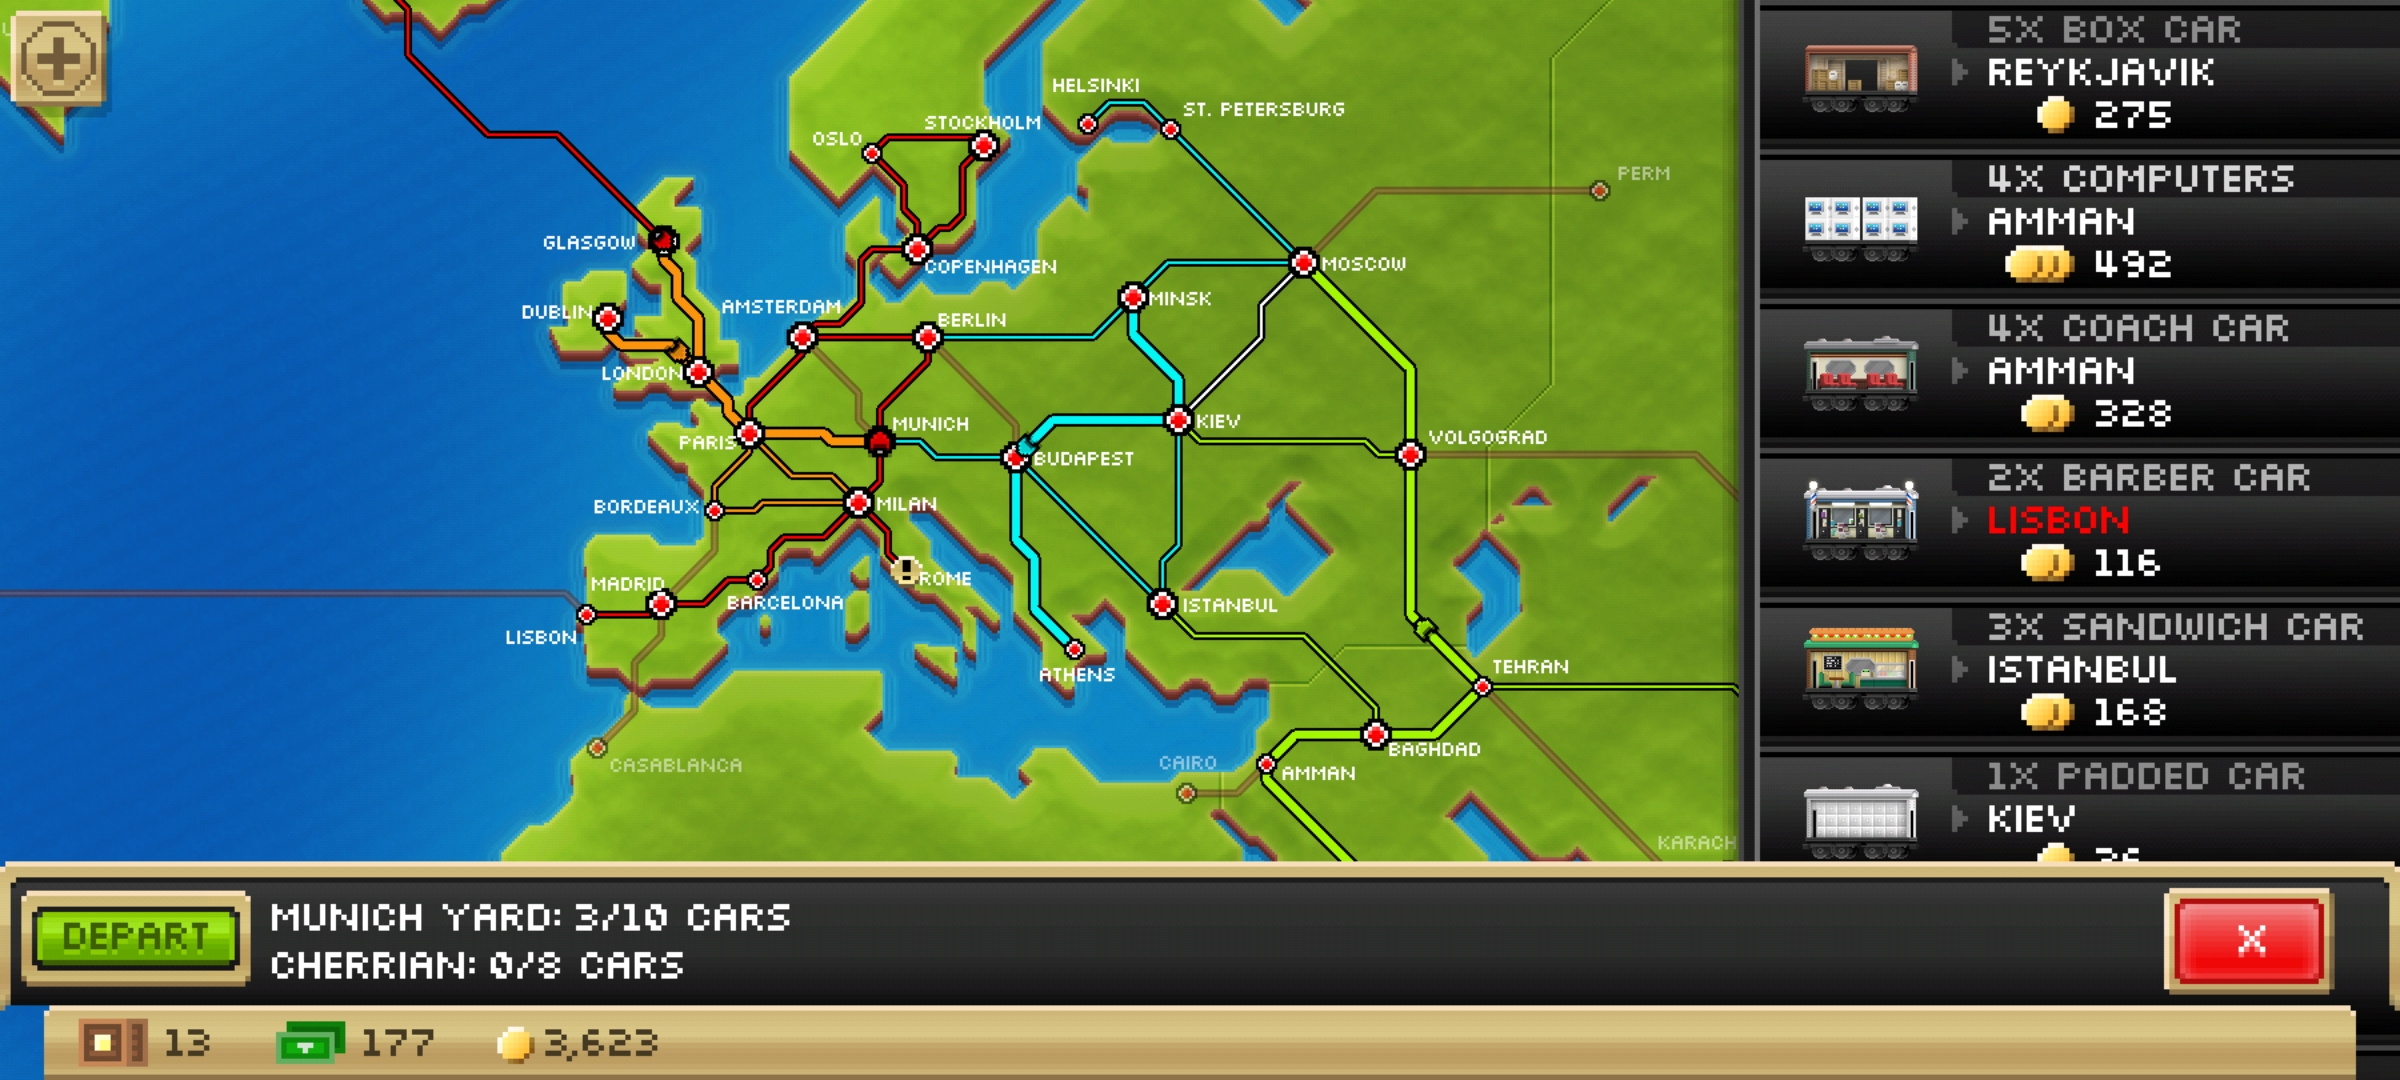 HELSINKI
ST. PETERSBURG
STOCKHOLM
OSLO
PERM
GLASGOW
COPENHAGEN
MOSCOW
DUBLIN
AMSTERDAM
BERLIN
MINSK
LONDON
PARIS
MUNICH
BUDAPEST
KIEV
VOLGOGRAD
BORDEAUX
MILAN
MADRID
ROME
BARCELONA
ISTANBUL
LISBON
ATHENS
TEHRAN
CASABLANCA
CAIRO
BAGHDAD
AMMAN
KARACH
5X BOX CAR
REYKJAVIK
275
4X COMPUTERS
AMMAN
492
4X COACH CAR
AMMAN
328
2X BARBER CAR
LISBON
116
3X SANDWICH CAR
ISTANBUL
168
1X PADDED CAR
KIEV
DEPART
MUNICH YARD: 3/10 CARS
CHERRIAN: 0/8 CARS
X
13
177
3,623